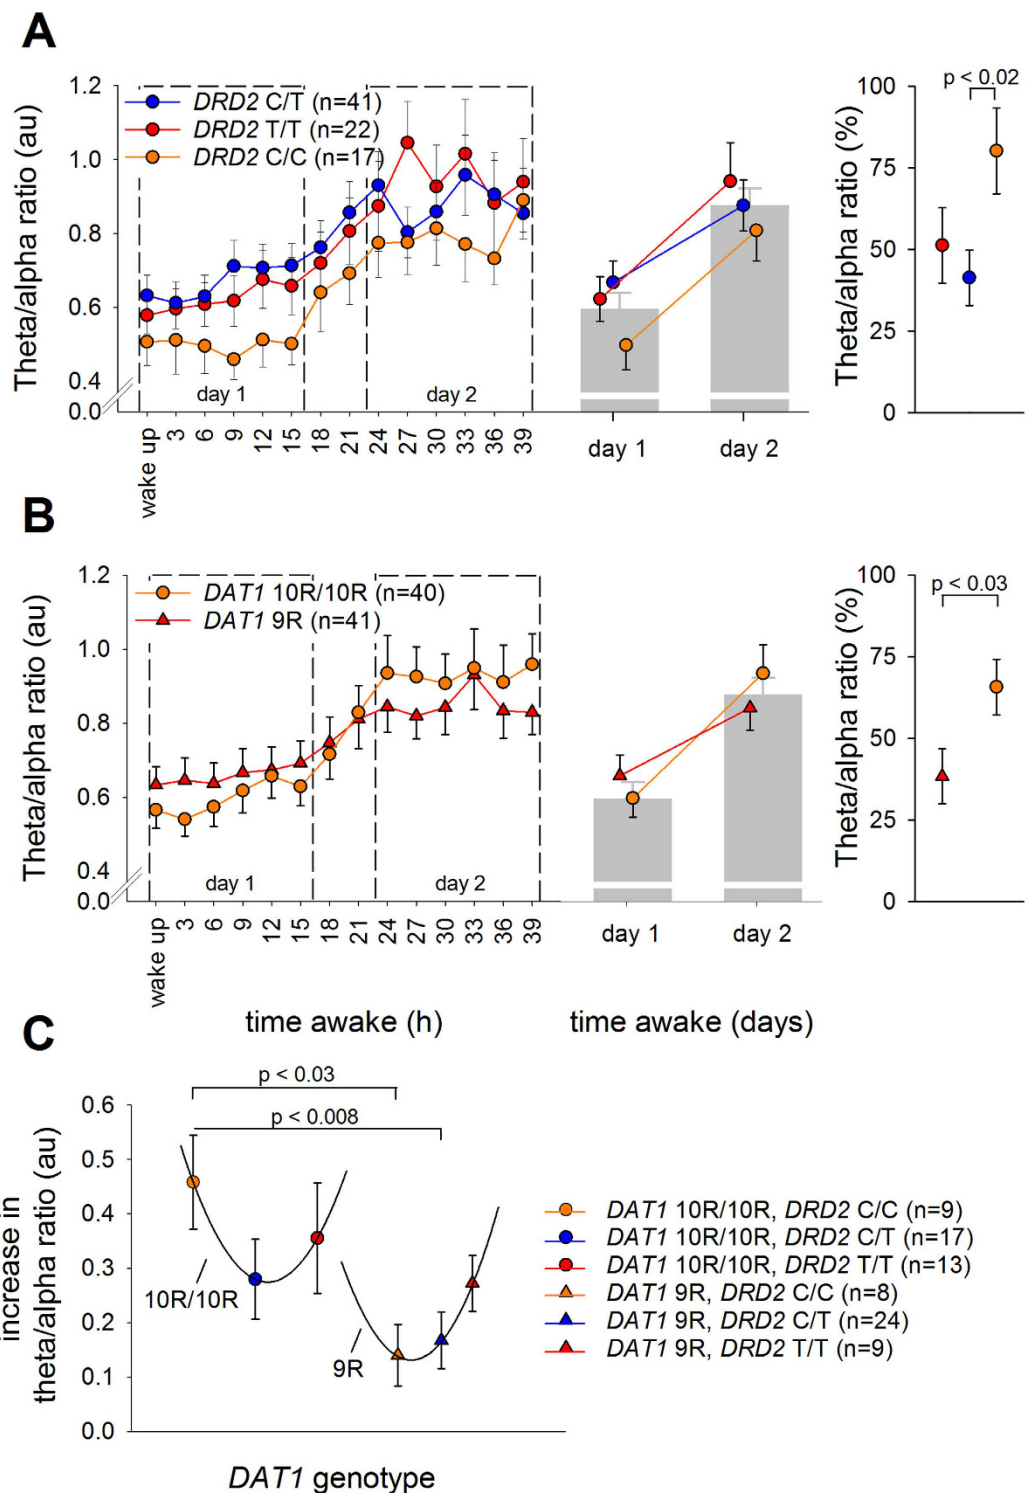 A
Theta/alpha ratio (au)
1.2
1.0
0.8
0.6
0.4
0.0
DRD2 C/T (n=41)
DRD2 T/T (n=22)
DRD2 C/C (n=17)
day 1
day 2
wake up
3
6
9
12
15
18
21
24
27
30
33
36
39
day 1
day 2
Theta/alpha ratio (%)
100
75
50
25
0
p < 0.02
B
Theta/alpha ratio (au)
1.2
1.0
0.8
0.6
0.4
0.0
DAT1 10R/10R (n=40)
DAT1 9R (n=41)
day 1
day 2
wake up
3
6
9
12
15
18
21
24
27
30
33
36
39
time awake (h)
day 1
day 2
time awake (days)
Theta/alpha ratio (%)
100
75
50
25
0
p < 0.03
C
increase in
theta/alpha ratio (au)
0.6
0.5
0.4
0.3
0.2
0.1
0.0
p < 0.03
p < 0.008
10R/10R
9R
DAT1 genotype
DAT1 10R/10R, DRD2 C/C (n=9)
DAT1 10R/10R, DRD2 C/T (n=17)
DAT1 10R/10R, DRD2 T/T (n=13)
DAT1 9R, DRD2 C/C (n=8)
DAT1 9R, DRD2 C/T (n=24)
DAT1 9R, DRD2 T/T (n=9)